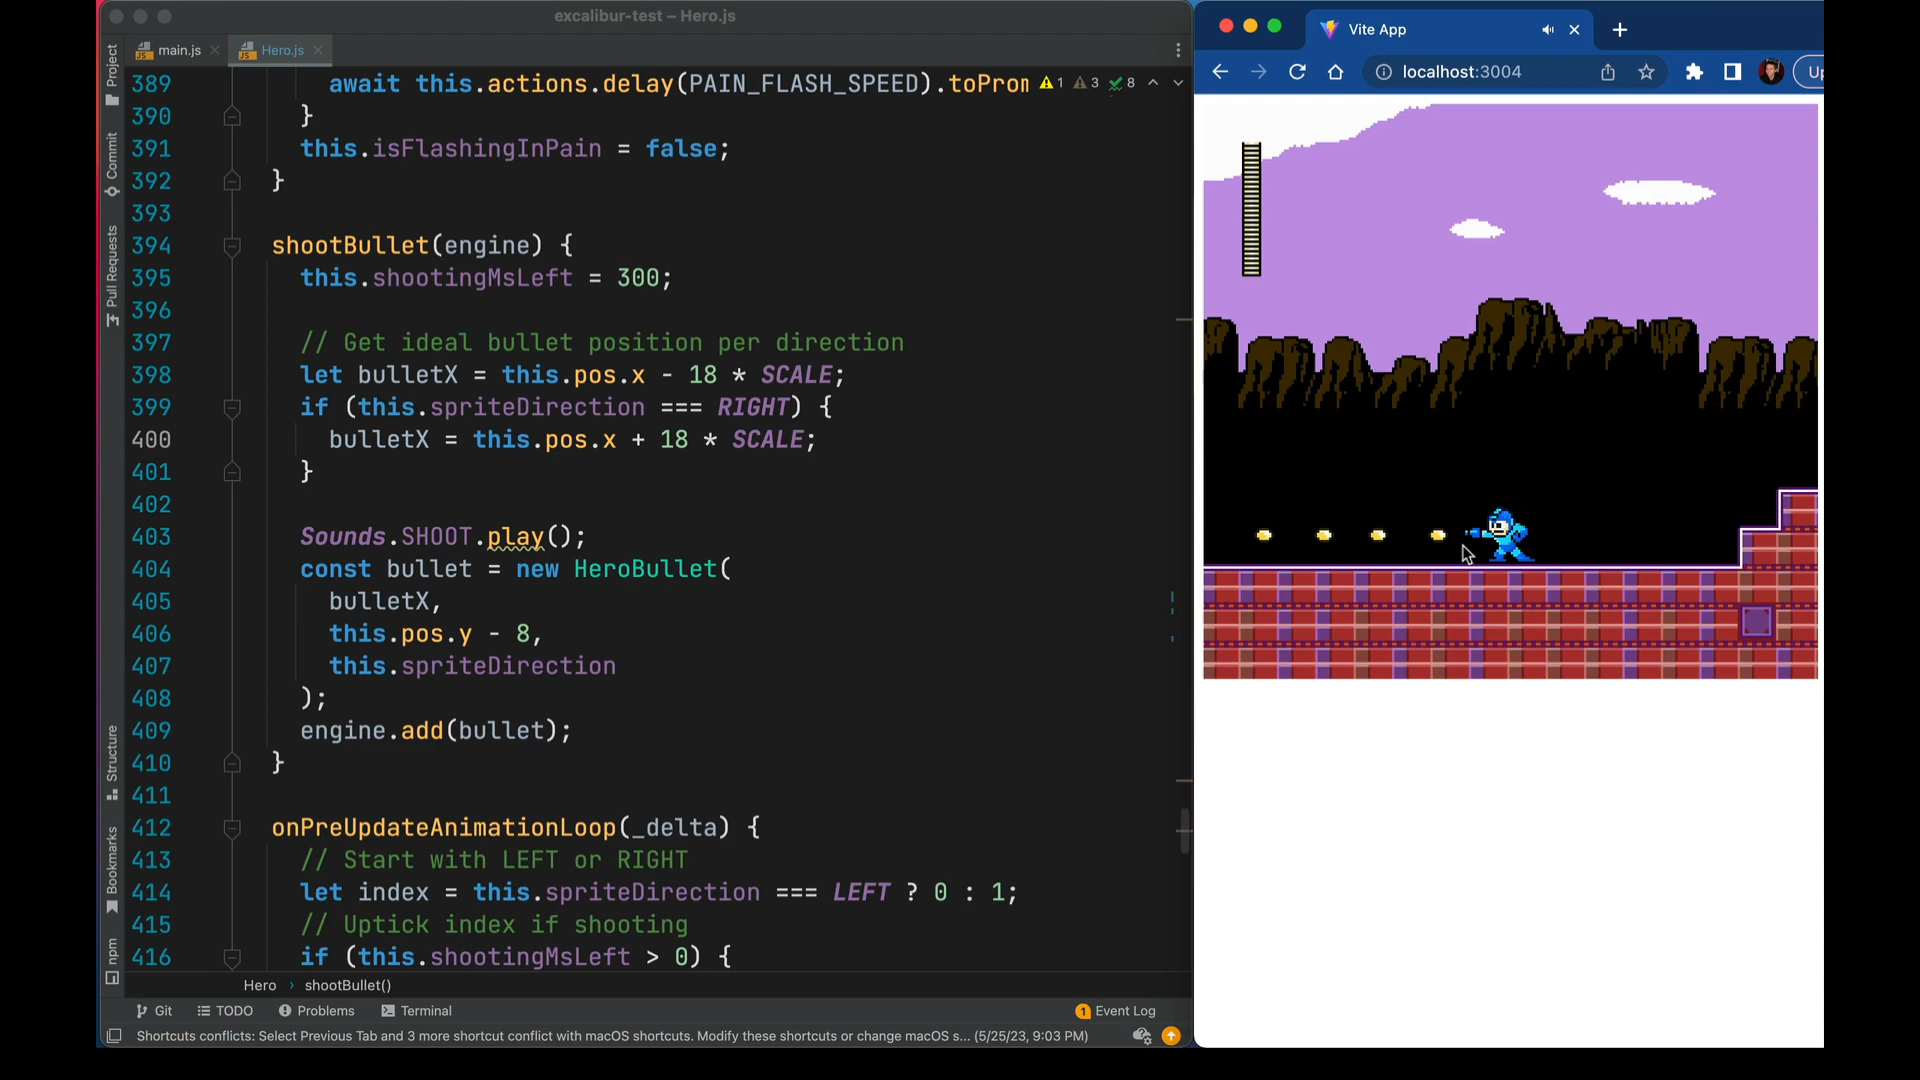 excalibur-test – Hero.js
main.js
Hero.js
Project
Commit
Pull Requests
Structure
Bookmarks
npm
389 await this.actions.delay(PAIN_FLASH_SPEED).toProm
1 3 8
390 }
391 this.isFlashingInPain = false;
392 }
393
394 shootBullet(engine) {
395 this.shootingMsLeft = 300;
396
397 // Get ideal bullet position per direction
398 let bulletX = this.pos.x - 18 * SCALE;
399 if (this.spriteDirection === RIGHT) {
400 bulletX = this.pos.x + 18 * SCALE;
401 }
402
403 Sounds.SHOOT.play();
404 const bullet = new HeroBullet(
405 bulletX,
406 this.pos.y - 8,
407 this.spriteDirection
408 );
409 engine.add(bullet);
410 }
411
412 onPreUpdateAnimationLoop(_delta) {
413 // Start with LEFT or RIGHT
414 let index = this.spriteDirection === LEFT ? 0 : 1;
415 // Uptick index if shooting
416 if (this.shootingMsLeft > 0) {
Hero › shootBullet()
Git TODO Problems Terminal
1 Event Log
Shortcuts conflicts: Select Previous Tab and 3 more shortcut conflict with macOS shortcuts. Modify these shortcuts or change macOS s... (5/25/23, 9:03 PM)
Vite App
localhost:3004
Up